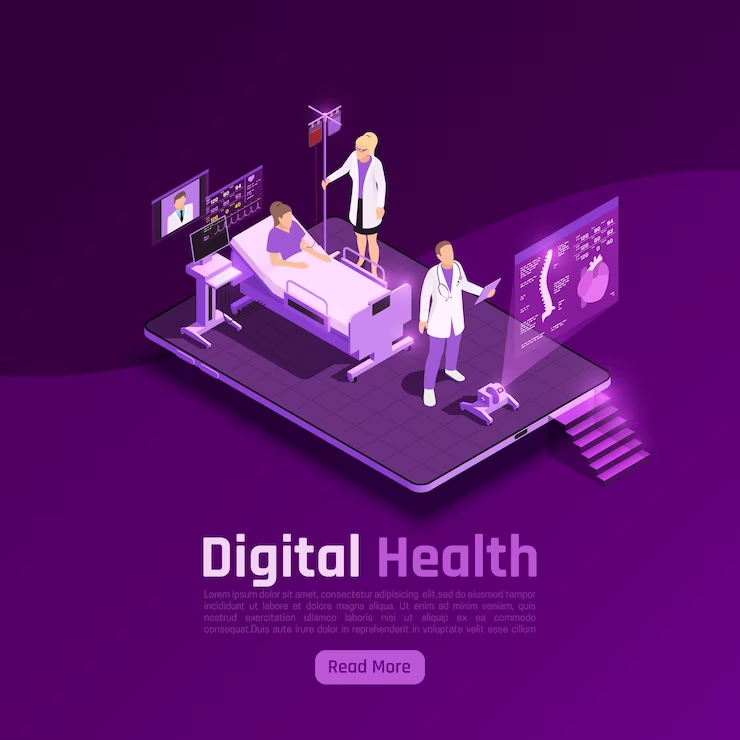 Digital Health
Lorem ipsum dolor sit amet, consectetur adipisicing elit, sed do eiusmod tempor
incididunt ut labore et dolore magna aliqua. Ut enim ad minim veniam, quis
nostrud exercitation ullamco laboris nisi ut aliquip ex ea commodo
consequat.Duis aute irure dolor in reprehenderit in voluptate velit esse cillum
Read More